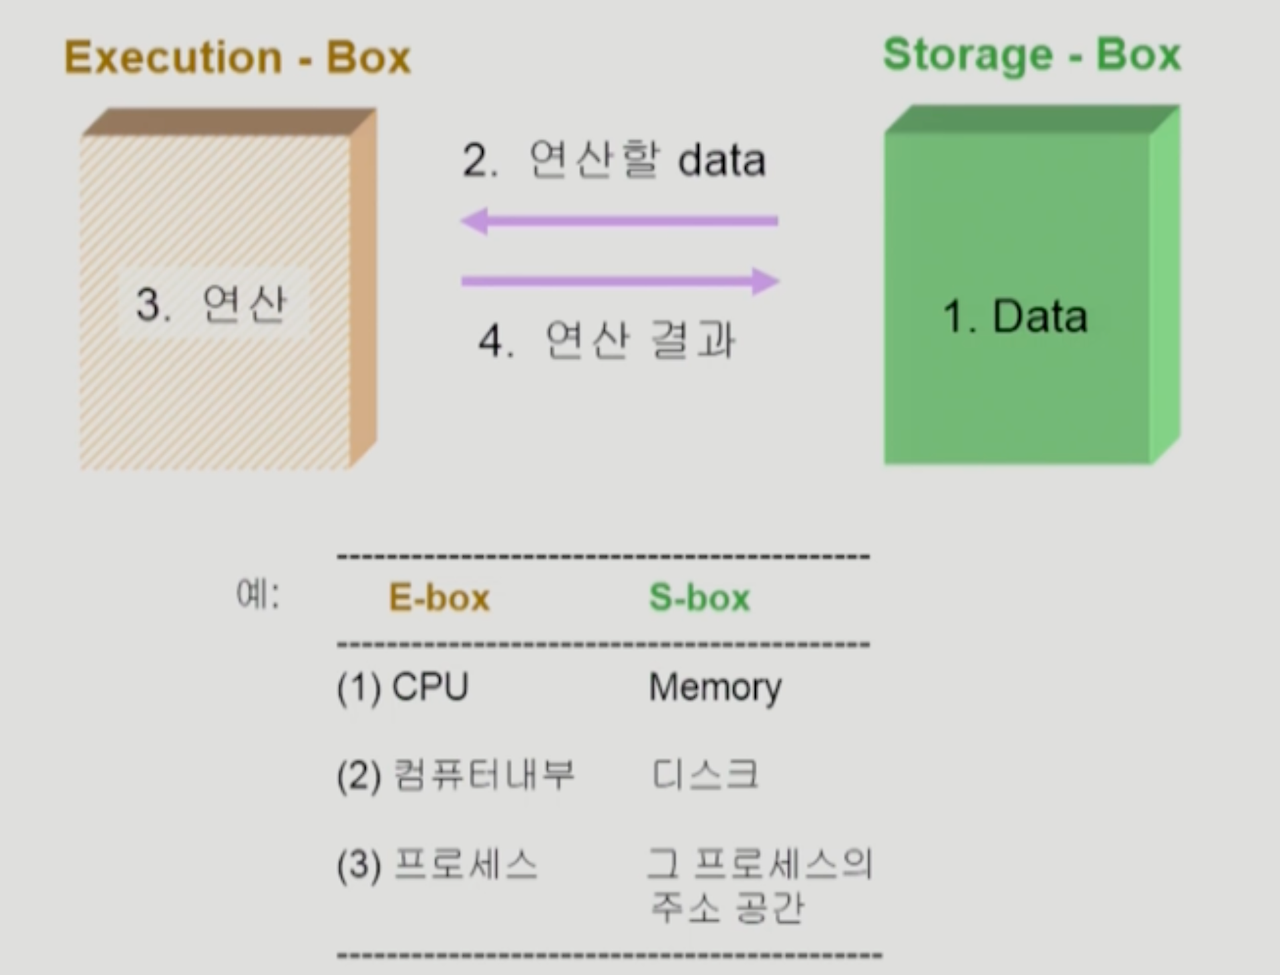 Execution - Box
Storage - Box
2. 연산할 data
3. 연산
1. Data
4. 연산 결과
예:
E-box S-box
(1) CPU Memory
(2) 컴퓨터내부 디스크
(3) 프로세스 그 프로세스의
주소 공간